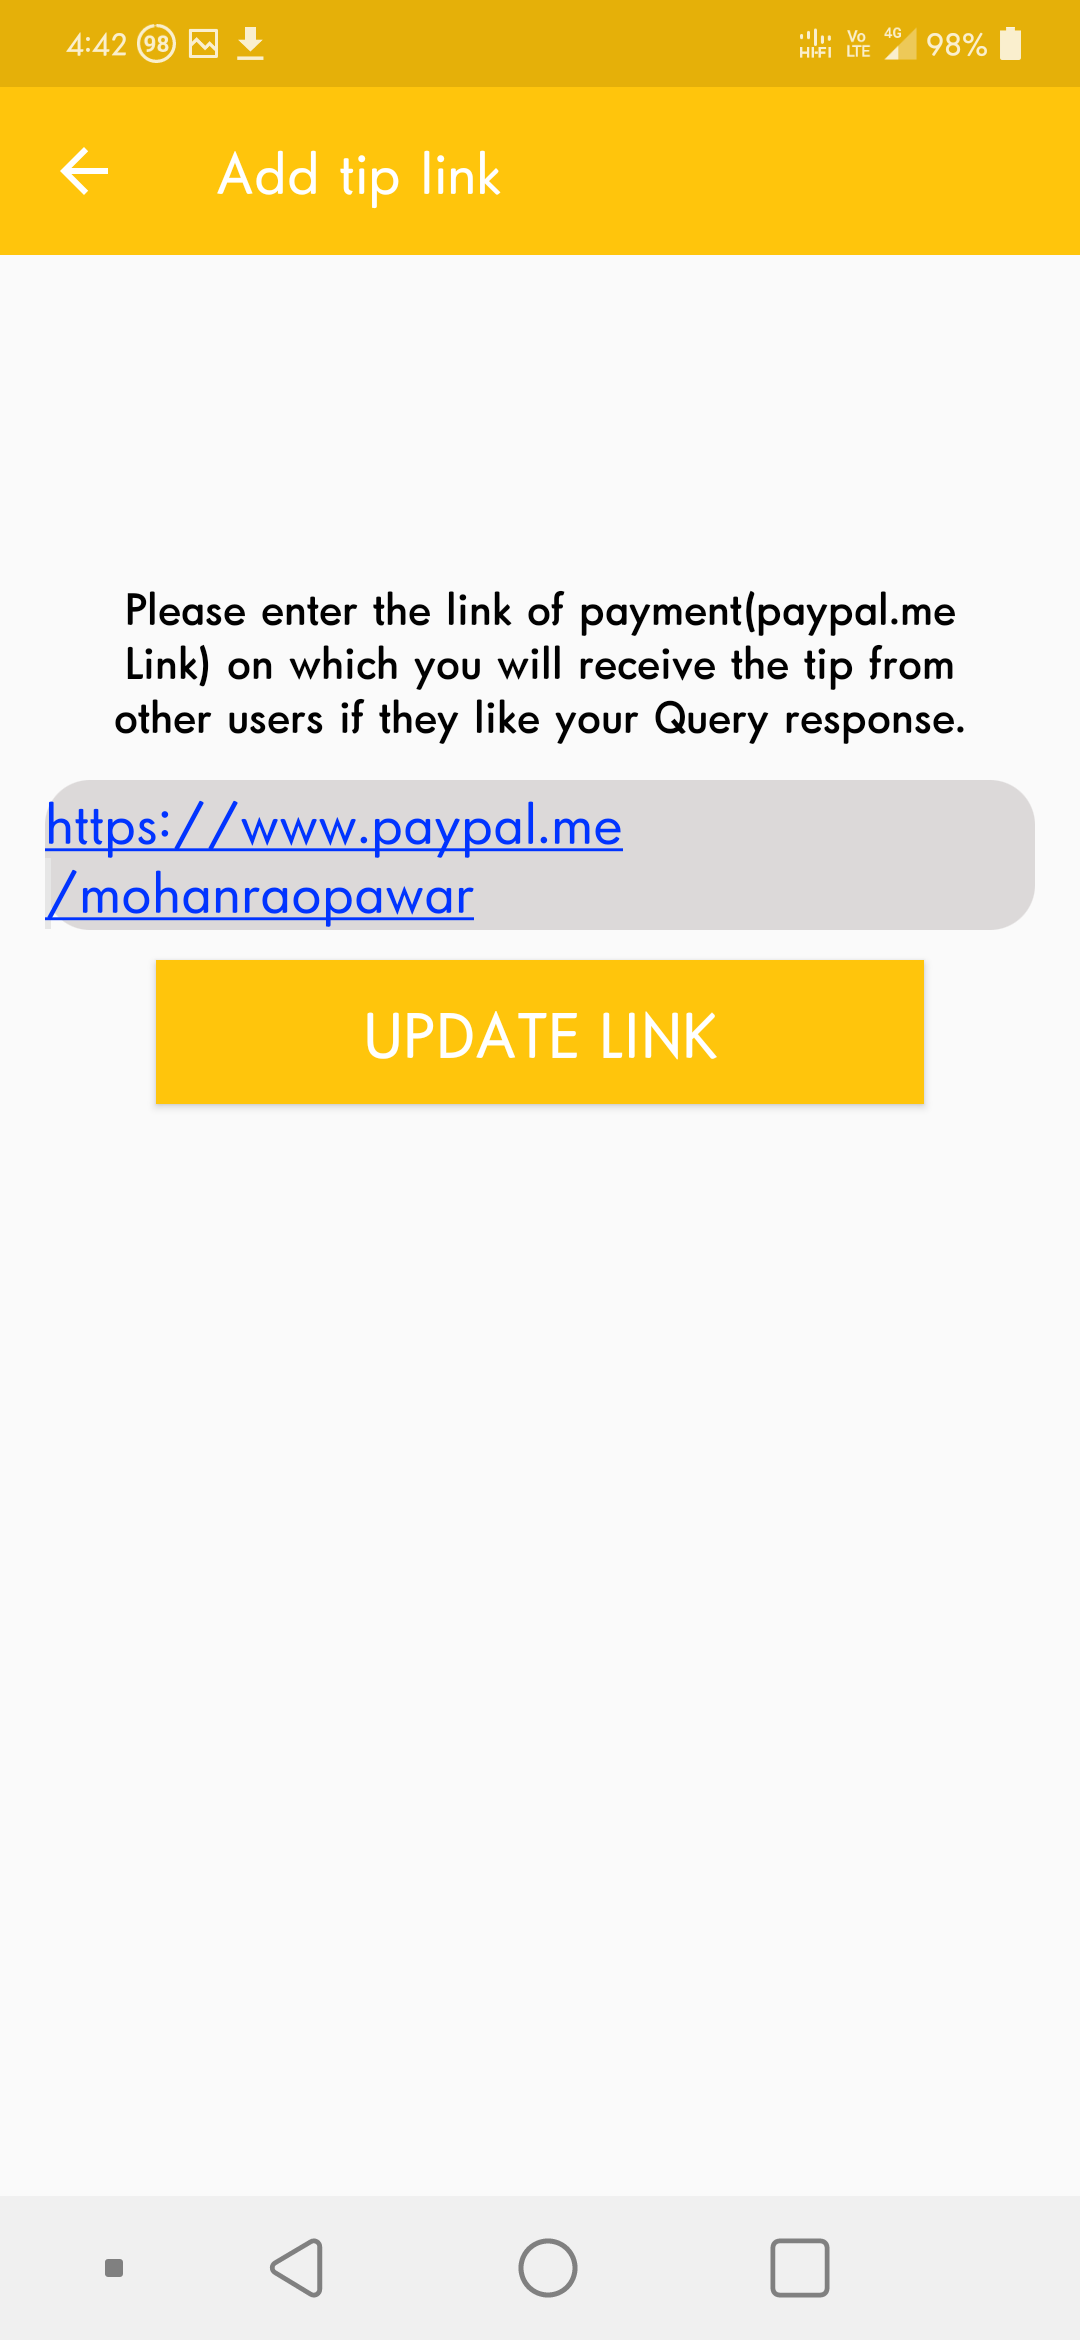 4:42 98 HI-FI Vo LTE 4G 98%
Add tip link
Please enter the link of payment(paypal.me
Link) on which you will receive the tip from
other users if they like your Query response.
https://www.paypal.me
/mohanraopawar
UPDATE LINK